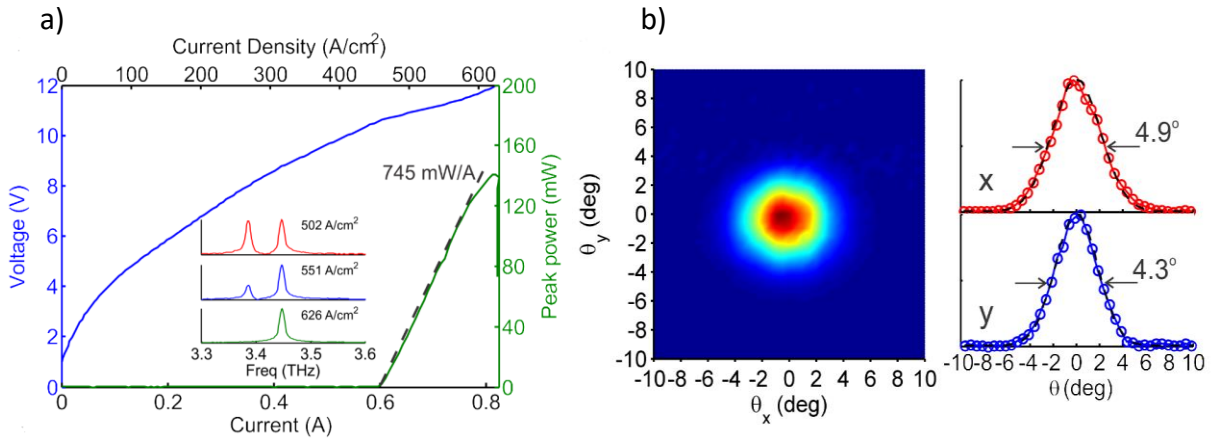 a)
Current Density (A/cm²)
0 100 200 300 400 500 600
Voltage (V)
12
10
8
6
4
2
0
200
160
120
80
40
0
Peak power (mW)
745 mW/A
502 A/cm²
551 A/cm²
626 A/cm²
3.3 3.4 3.5 3.6
Freq (THz)
0 0.2 0.4 0.6 0.8
Current (A)
b)
θy (deg)
10
8
6
4
2
0
-2
-4
-6
-8
-10
-10 -8 -6 -4 -2 0 2 4 6 8 10
θx (deg)
4.9°
x
4.3°
y
-10 -6 -2 0 2 6 10
θ (deg)